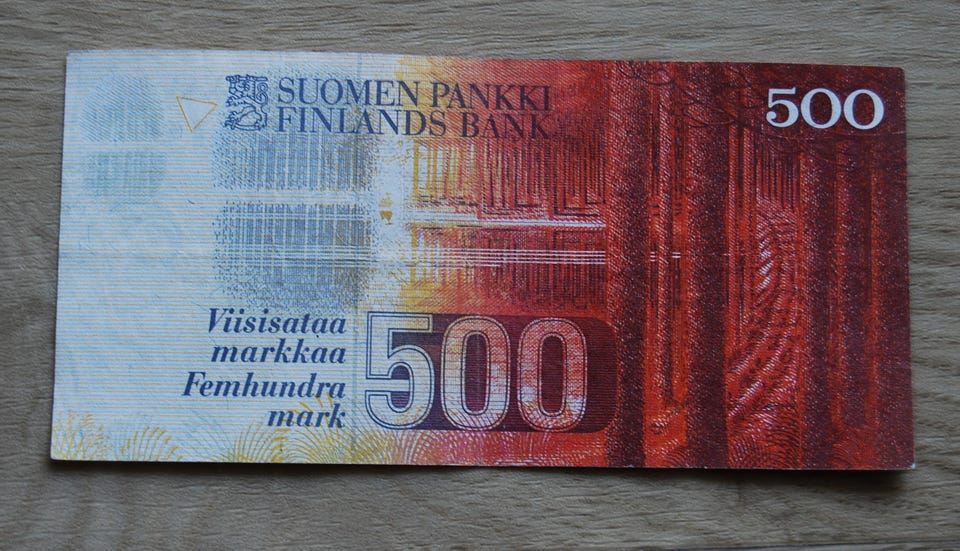 SUOMEN PANKKI
FINLANDS BANK
500
Viisisataa
markkaa
Femhundra
mark
500